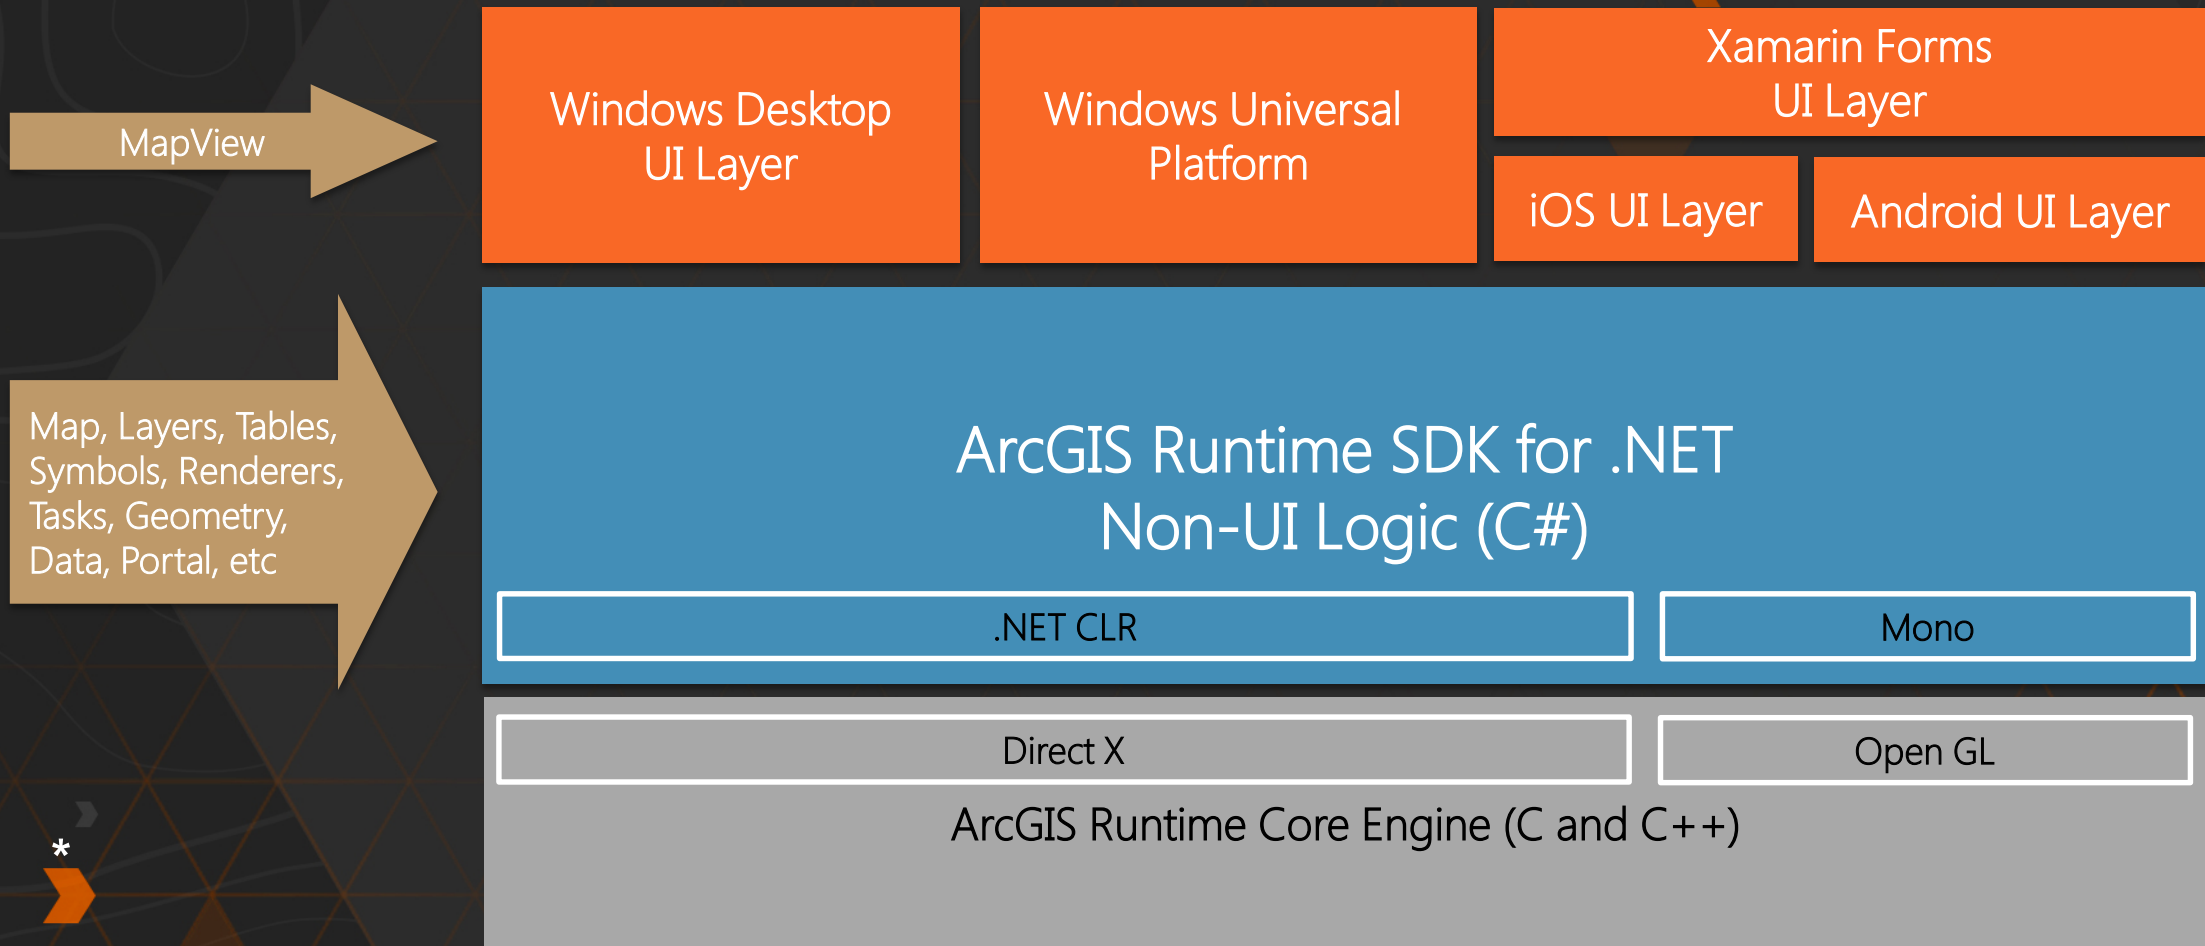 MapView
Windows Desktop
UI Layer
Windows Universal
Platform
Xamarin Forms
UI Layer
iOS UI Layer
Android UI Layer
Map, Layers, Tables,
Symbols, Renderers,
Tasks, Geometry,
Data, Portal, etc
ArcGIS Runtime SDK for .NET
Non-UI Logic (C#)
.NET CLR
Mono
Direct X
Open GL
ArcGIS Runtime Core Engine (C and C++)
*